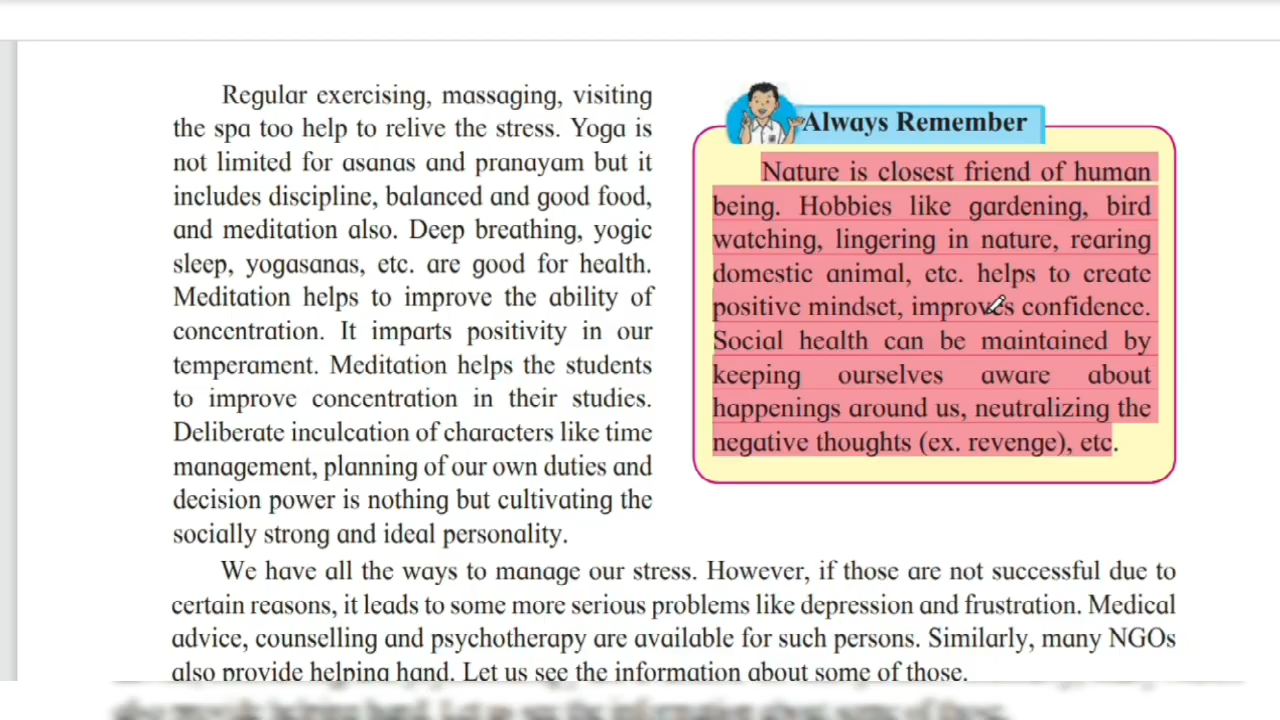 Regular exercising, massaging, visiting
the spa too help to relive the stress. Yoga is
not limited for asanas and pranayam but it
includes discipline, balanced and good food,
and meditation also. Deep breathing, yogic
sleep, yogasanas, etc. are good for health.
Meditation helps to improve the ability of
concentration. It imparts positivity in our
temperament. Meditation helps the students
to improve concentration in their studies.
Deliberate inculcation of characters like time
management, planning of our own duties and
decision power is nothing but cultivating the
socially strong and ideal personality.
Always Remember
Nature is closest friend of human
being. Hobbies like gardening, bird
watching, lingering in nature, rearing
domestic animal, etc. helps to create
positive mindset, improves confidence.
Social health can be maintained by
keeping ourselves aware about
happenings around us, neutralizing the
negative thoughts (ex. revenge), etc.
We have all the ways to manage our stress. However, if those are not successful due to
certain reasons, it leads to some more serious problems like depression and frustration. Medical
advice, counselling and psychotherapy are available for such persons. Similarly, many NGOs
also provide helping hand. Let us see the information about some of those.